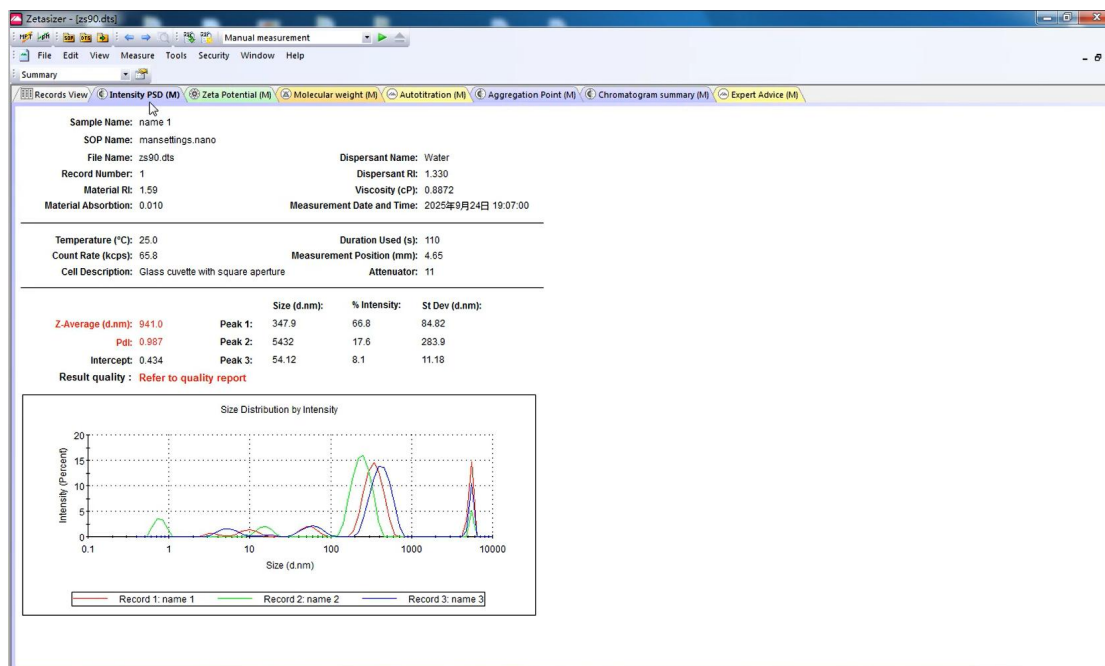 Zetasizer - [zs90.dts]
Manual measurement
File Edit View Measure Tools Security Window Help
Summary
Records View Intensity PSD (M) Zeta Potential (M) Molecular weight (M) Autotitration (M) Aggregation Point (M) Chromatogram summary (M) Expert Advice (M)
Sample Name: name 1
SOP Name: mansettings.nano
File Name: zs90.dts Dispersant Name: Water
Record Number: 1 Dispersant RI: 1.330
Material RI: 1.59 Viscosity (cP): 0.8872
Material Absorbtion: 0.010 Measurement Date and Time: 2025年9月24日 19:07:00
Temperature (°C): 25.0 Duration Used (s): 110
Count Rate (kcps): 65.8 Measurement Position (mm): 4.65
Cell Description: Glass cuvette with square aperture Attenuator: 11
Size (d.nm): % Intensity: St Dev (d.nm):
Z-Average (d.nm): 941.0 Peak 1: 347.9 66.8 84.82
PdI: 0.987 Peak 2: 5432 17.6 283.9
Intercept: 0.434 Peak 3: 54.12 8.1 11.18
Result quality : Refer to quality report
Size Distribution by Intensity
Intensity (Percent)
20
15
10
5
0
0.1 1 10 100 1000 10000
Size (d.nm)
Record 1: name 1 Record 2: name 2 Record 3: name 3